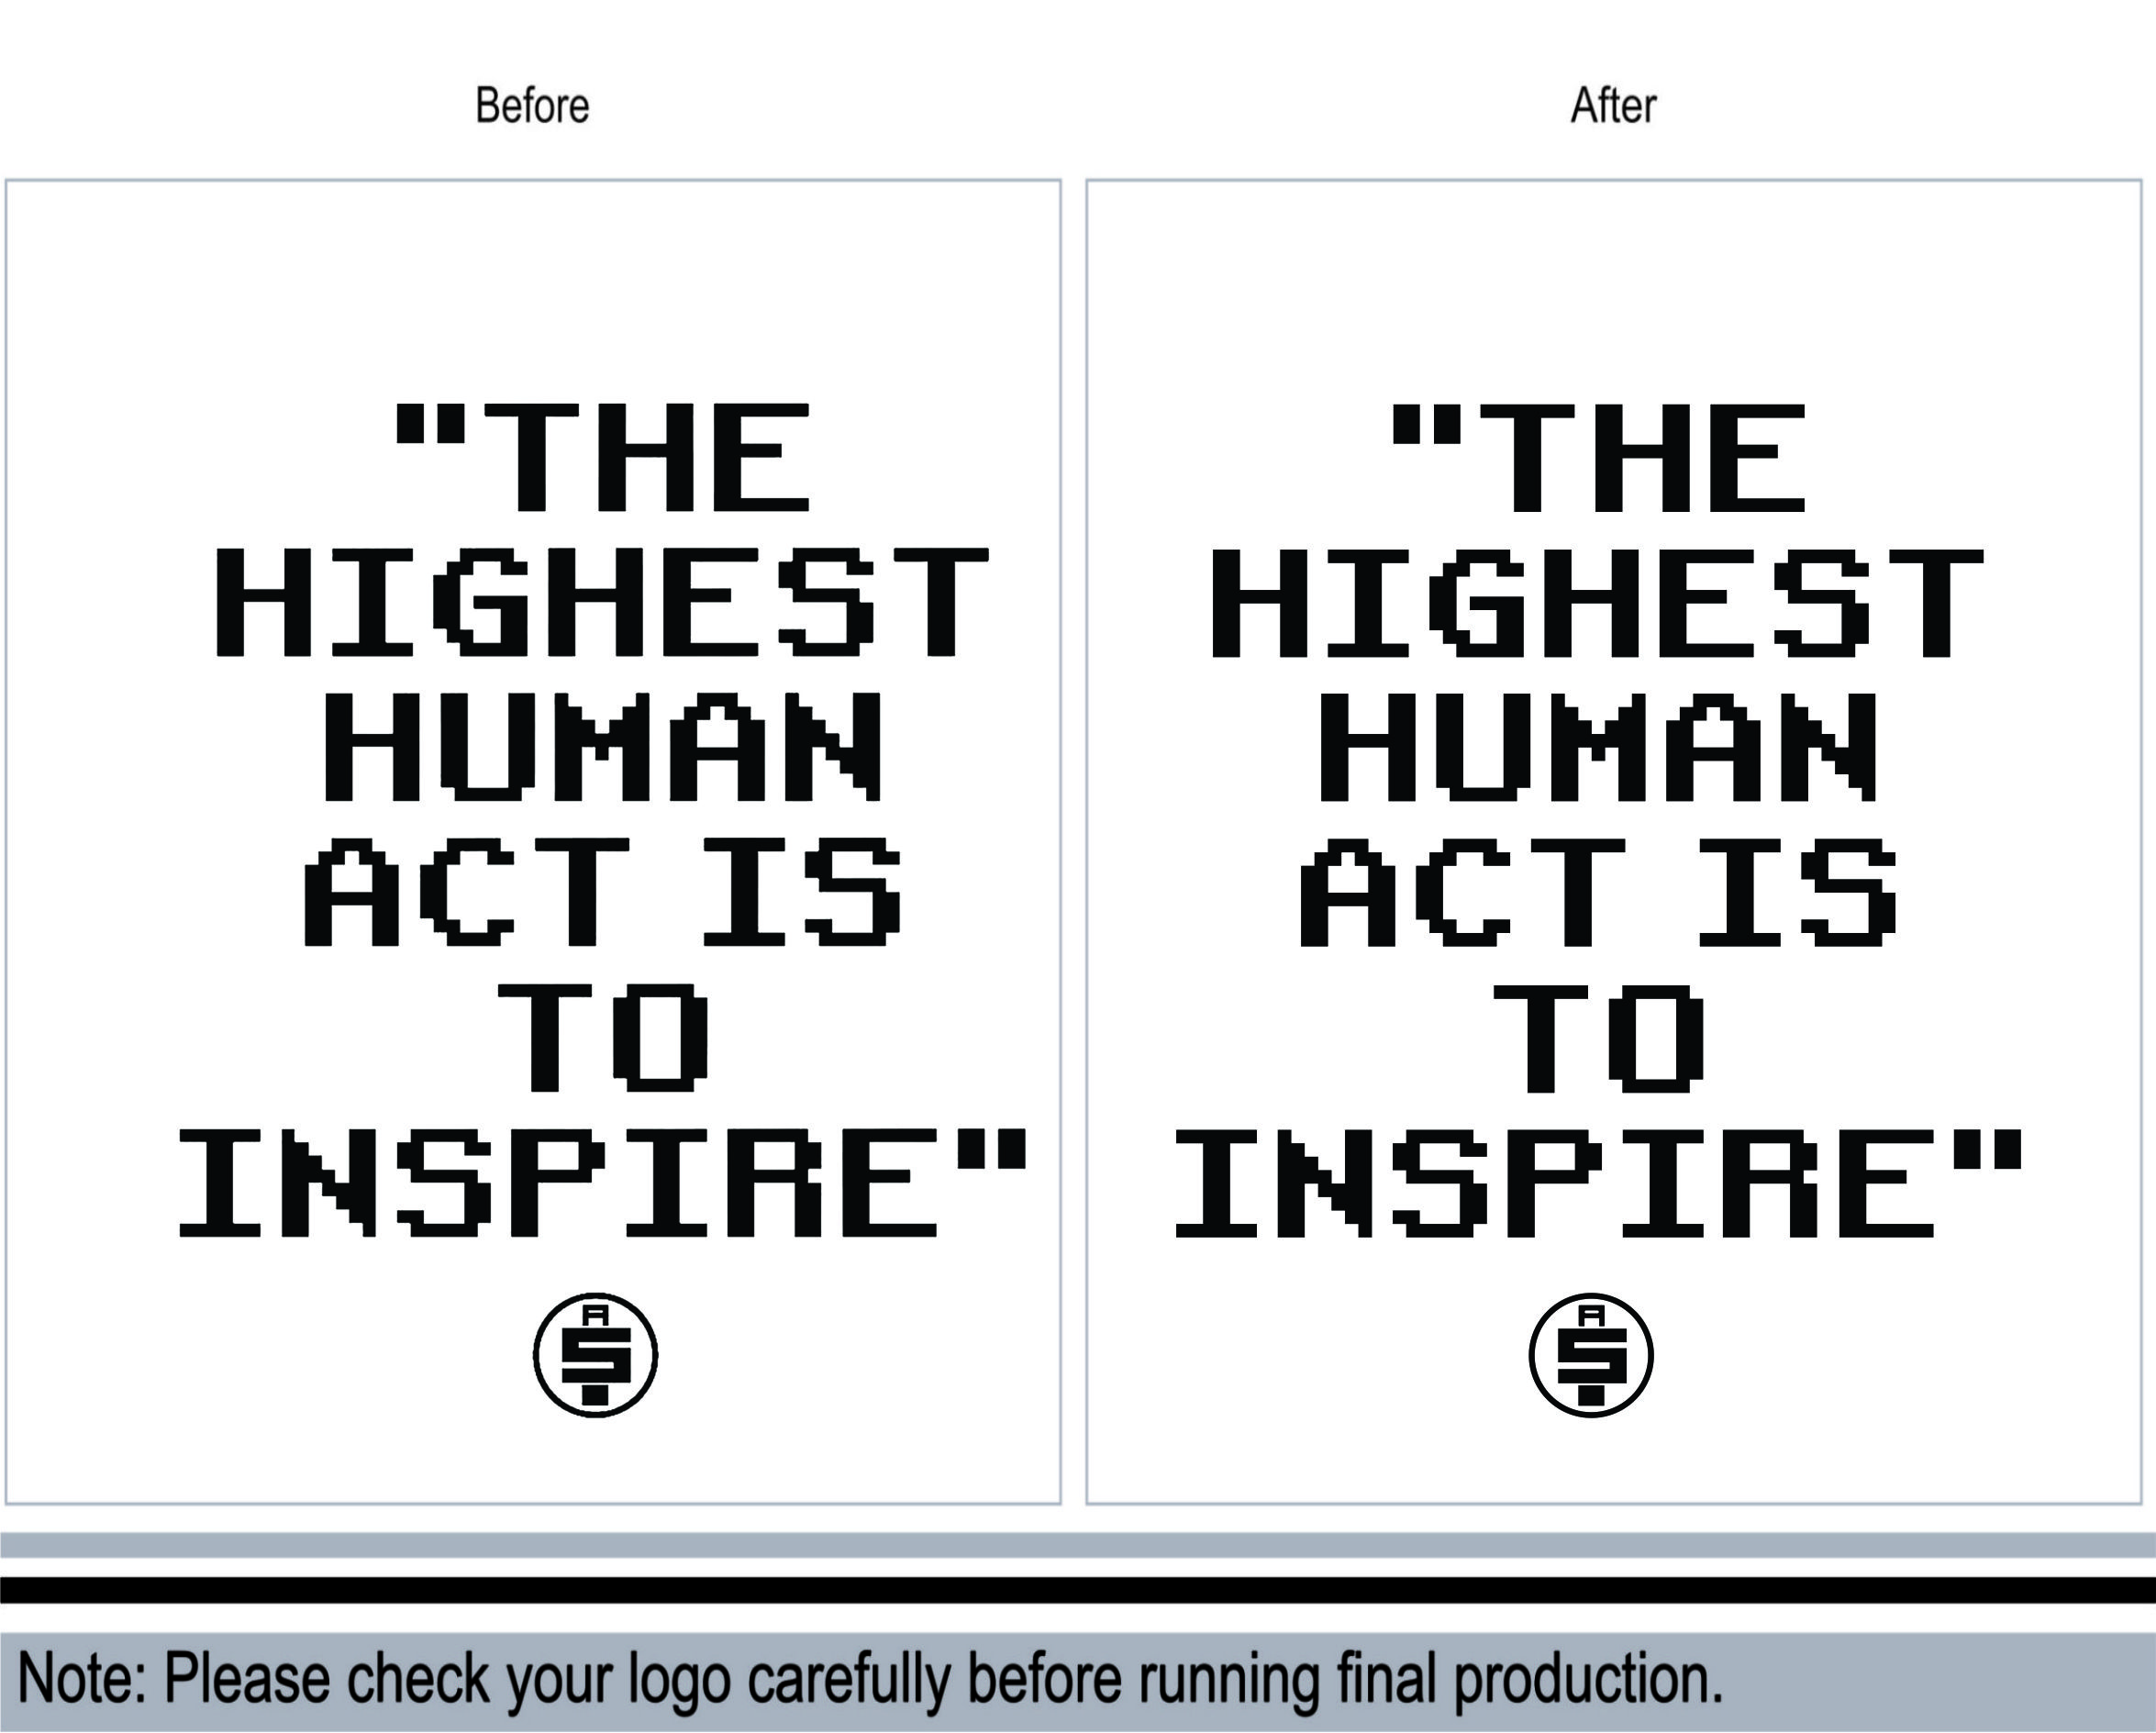 Before
"THE
HIGHEST
HUMAN
ACT IS
TO
INSPIRE"
After
"THE
HIGHEST
HUMAN
ACT IS
TO
INSPIRE"
Note: Please check your logo carefully before running final production.